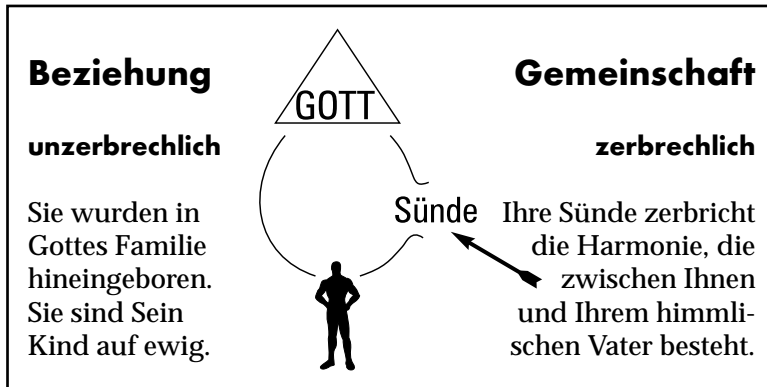 Beziehung
unzerbrechlich
Sie wurden in
Gottes Familie
hineingeboren.
Sie sind Sein
Kind auf ewig.
GOTT
Sünde
Gemeinschaft
zerbrechlich
Ihre Sünde zerbricht
die Harmonie, die
zwischen Ihnen
und Ihrem himmli-
schen Vater besteht.